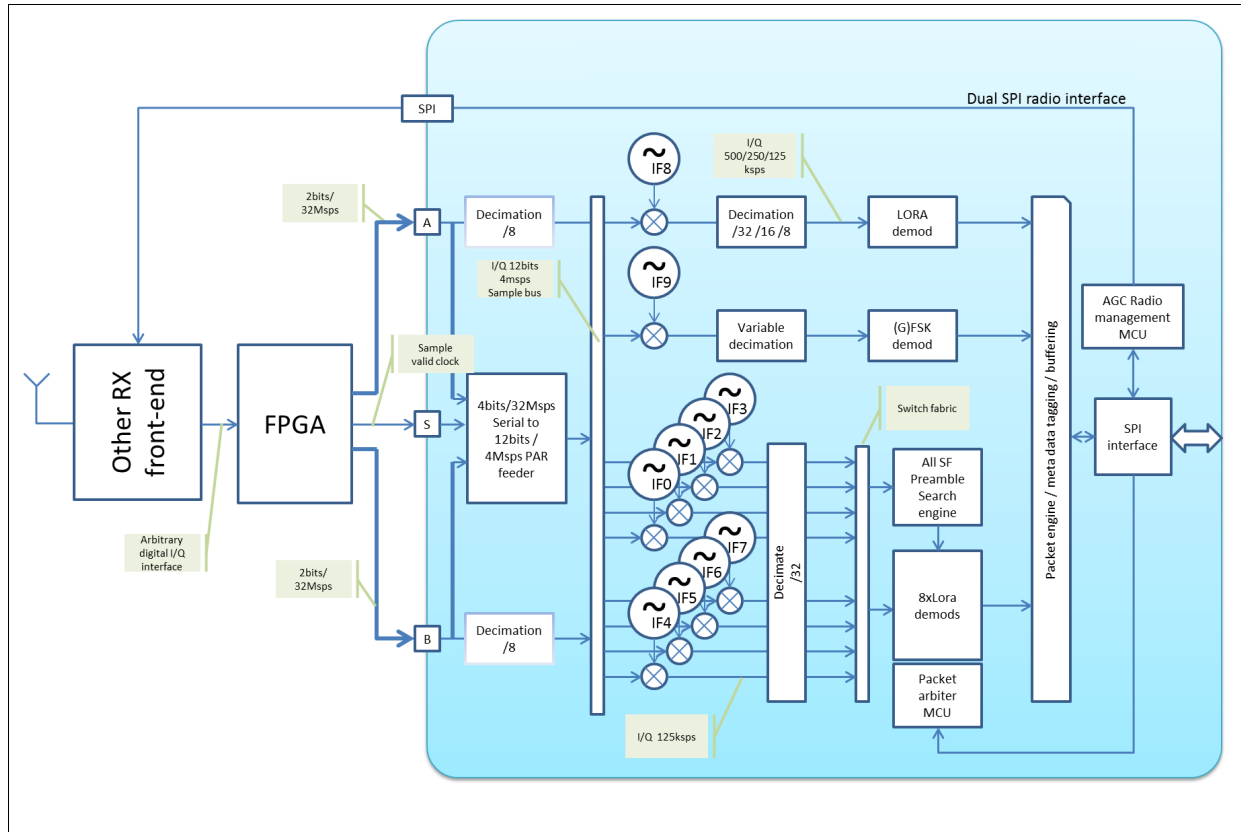 SPI
Dual SPI radio interface
~
IF8
I/Q
500/250/125
ksps
2bits/
32Msps
A
Decimation
/8
Decimation
/32 /16 /8
LORA
demod
I/Q 12bits
4msps
Sample bus
~
IF9
Variable
decimation
(G)FSK
demod
AGC Radio
management
MCU
Packet engine / meta data tagging / buffering
SPI
interface
Other RX
front-end
FPGA
Sample
valid clock
S
4bits/32Msps
Serial to
12bits /
4Msps PAR
feeder
~
IF3
~
IF2
~
IF1
~
IF0
Switch fabric
Decimate
/32
All SF
Preamble
Search
engine
Arbitrary
digital I/Q
interface
2bits/
32Msps
B
Decimation
/8
~
IF7
~
IF6
~
IF5
~
IF4
8xLora
demods
Packet
arbiter
MCU
I/Q 125ksps